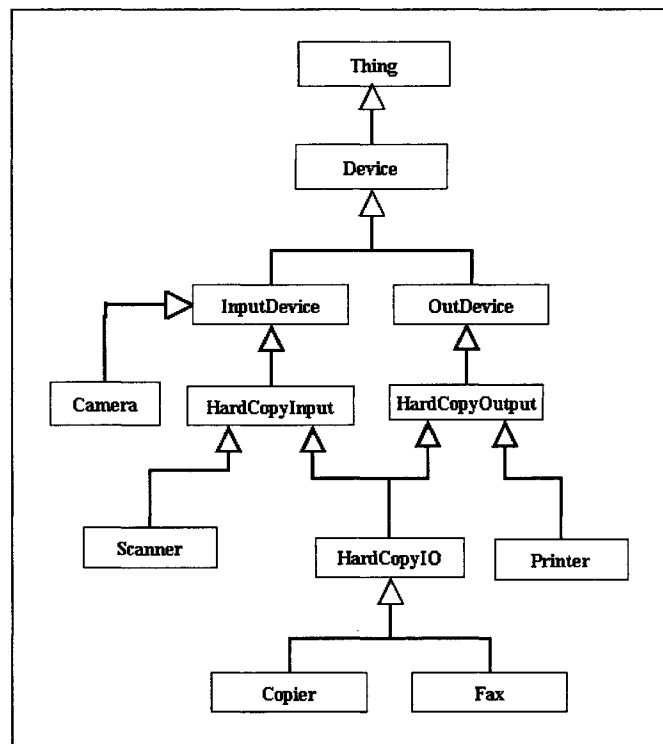 Thing
Device
InputDevice
OutDevice
Camera
HardCopyInput
HardCopyOutput
Scanner
HardCopyIO
Printer
Copier
Fax